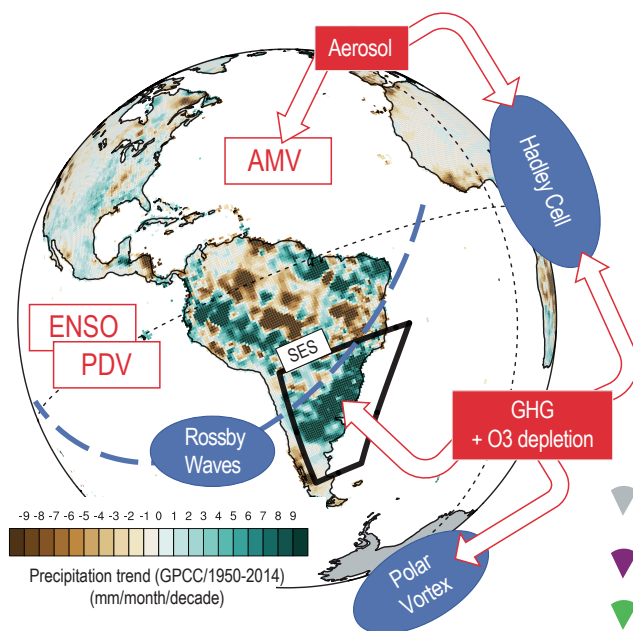 Aerosol
AMV
Hadley Cell
ENSO
PDV
SES
GHG
+ O3 depletion
Rossby
Waves
Polar
Vortex
-9 -8 -7 -6 -5 -4 -3 -2 -1 0 1 2 3 4 5 6 7 8 9
Precipitation trend (GPCC/1950-2014)
(mm/month/decade)